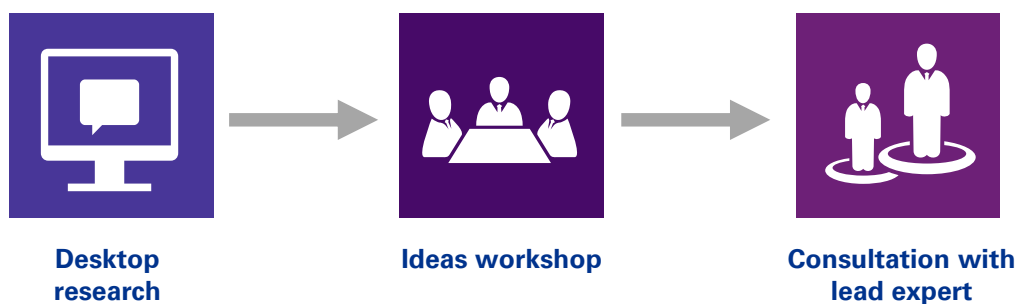 Desktop
research
Ideas workshop
Consultation with
lead expert